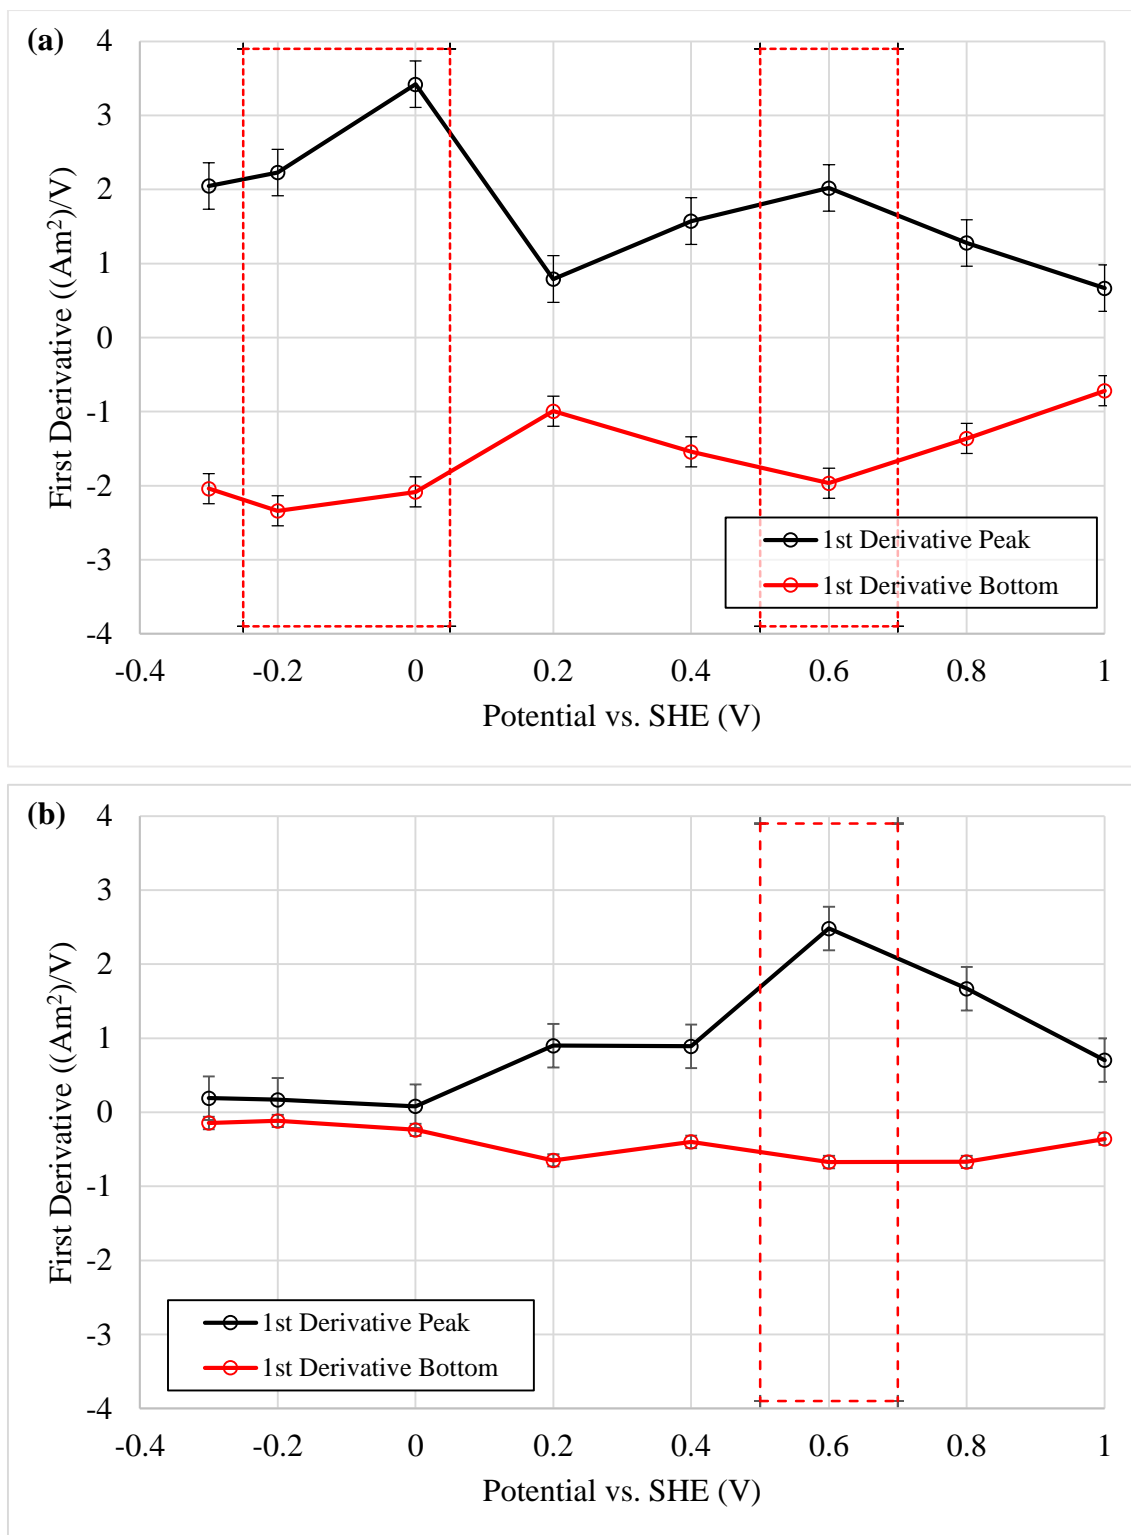 (a)
4
3
2
1
0
-1
-2
-3
-4
First Derivative ((Am²)/V)
1st Derivative Peak
1st Derivative Bottom
-0.4 -0.2 0 0.2 0.4 0.6 0.8 1
Potential vs. SHE (V)
(b)
4
3
2
1
0
-1
-2
-3
-4
First Derivative ((Am²)/V)
1st Derivative Peak
1st Derivative Bottom
-0.4 -0.2 0 0.2 0.4 0.6 0.8 1
Potential vs. SHE (V)